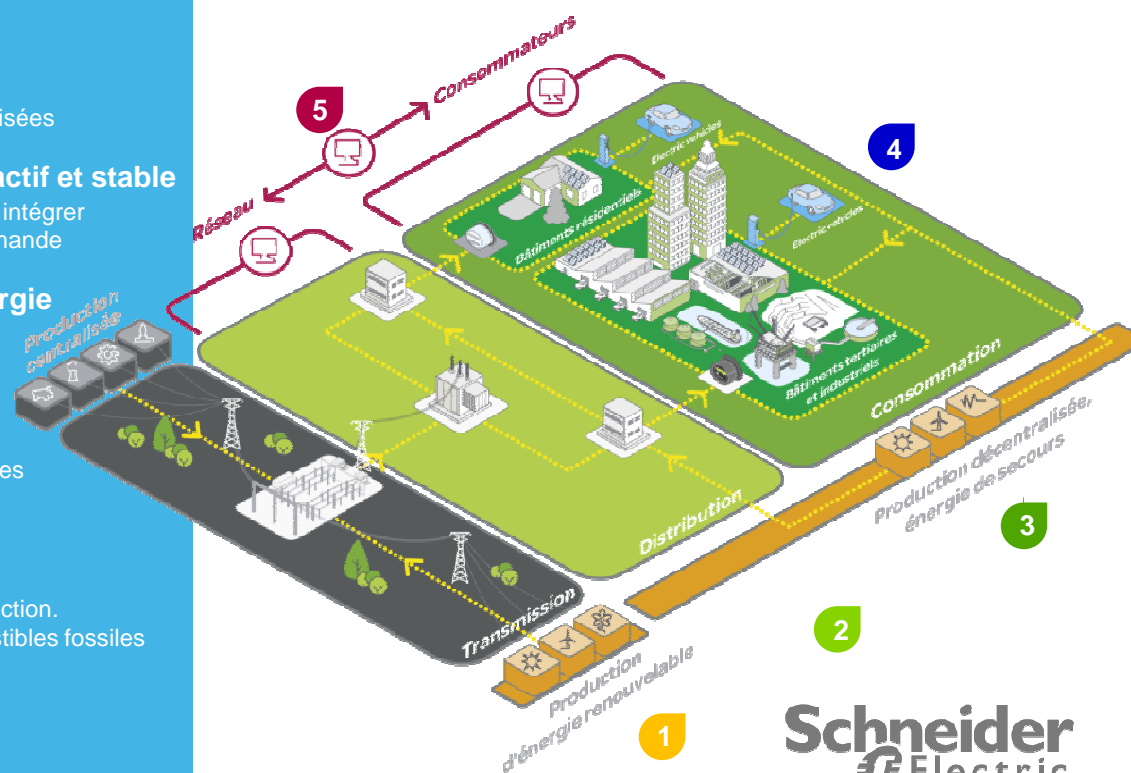 isées
actif et stable
intégrer
mande
rgie
es
ction.
stibles fossiles
Consommateurs
5
Réseau
4
Electric vehicles
Electric vehicles
Bâtiments résidentiels
Bâtiments tertiaires
et industriels
Consommation
Production
centralisée
Distribution
Transmission
Production décentralisée,
énergie de secours
3
2
Production
d'énergie renouvelable
1
Schneider
Electric